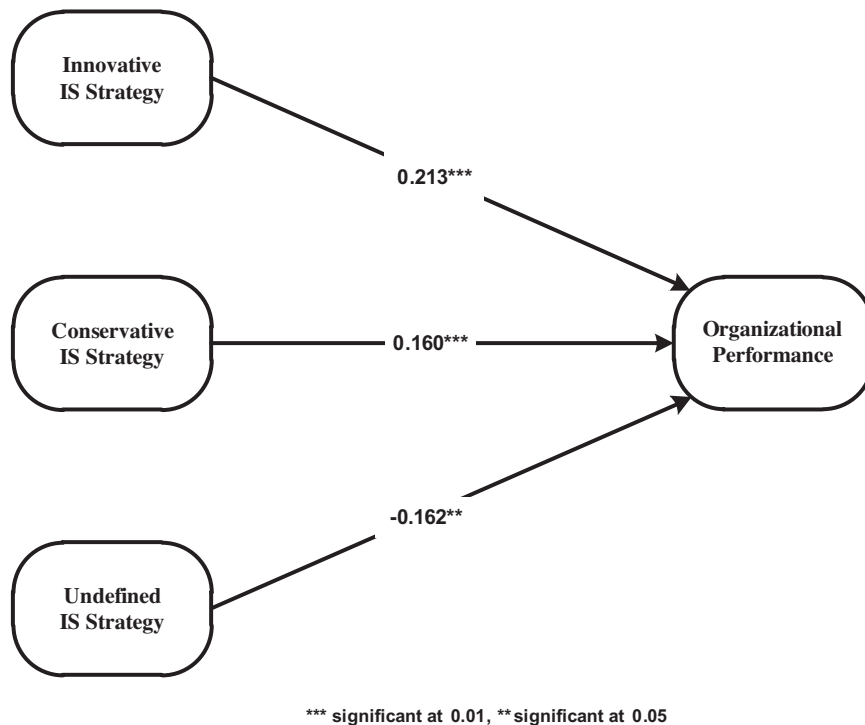 Innovative
IS Strategy
0.213***
Conservative
IS Strategy
0.160***
Organizational
Performance
-0.162**
Undefined
IS Strategy
*** significant at 0.01, **significant at 0.05